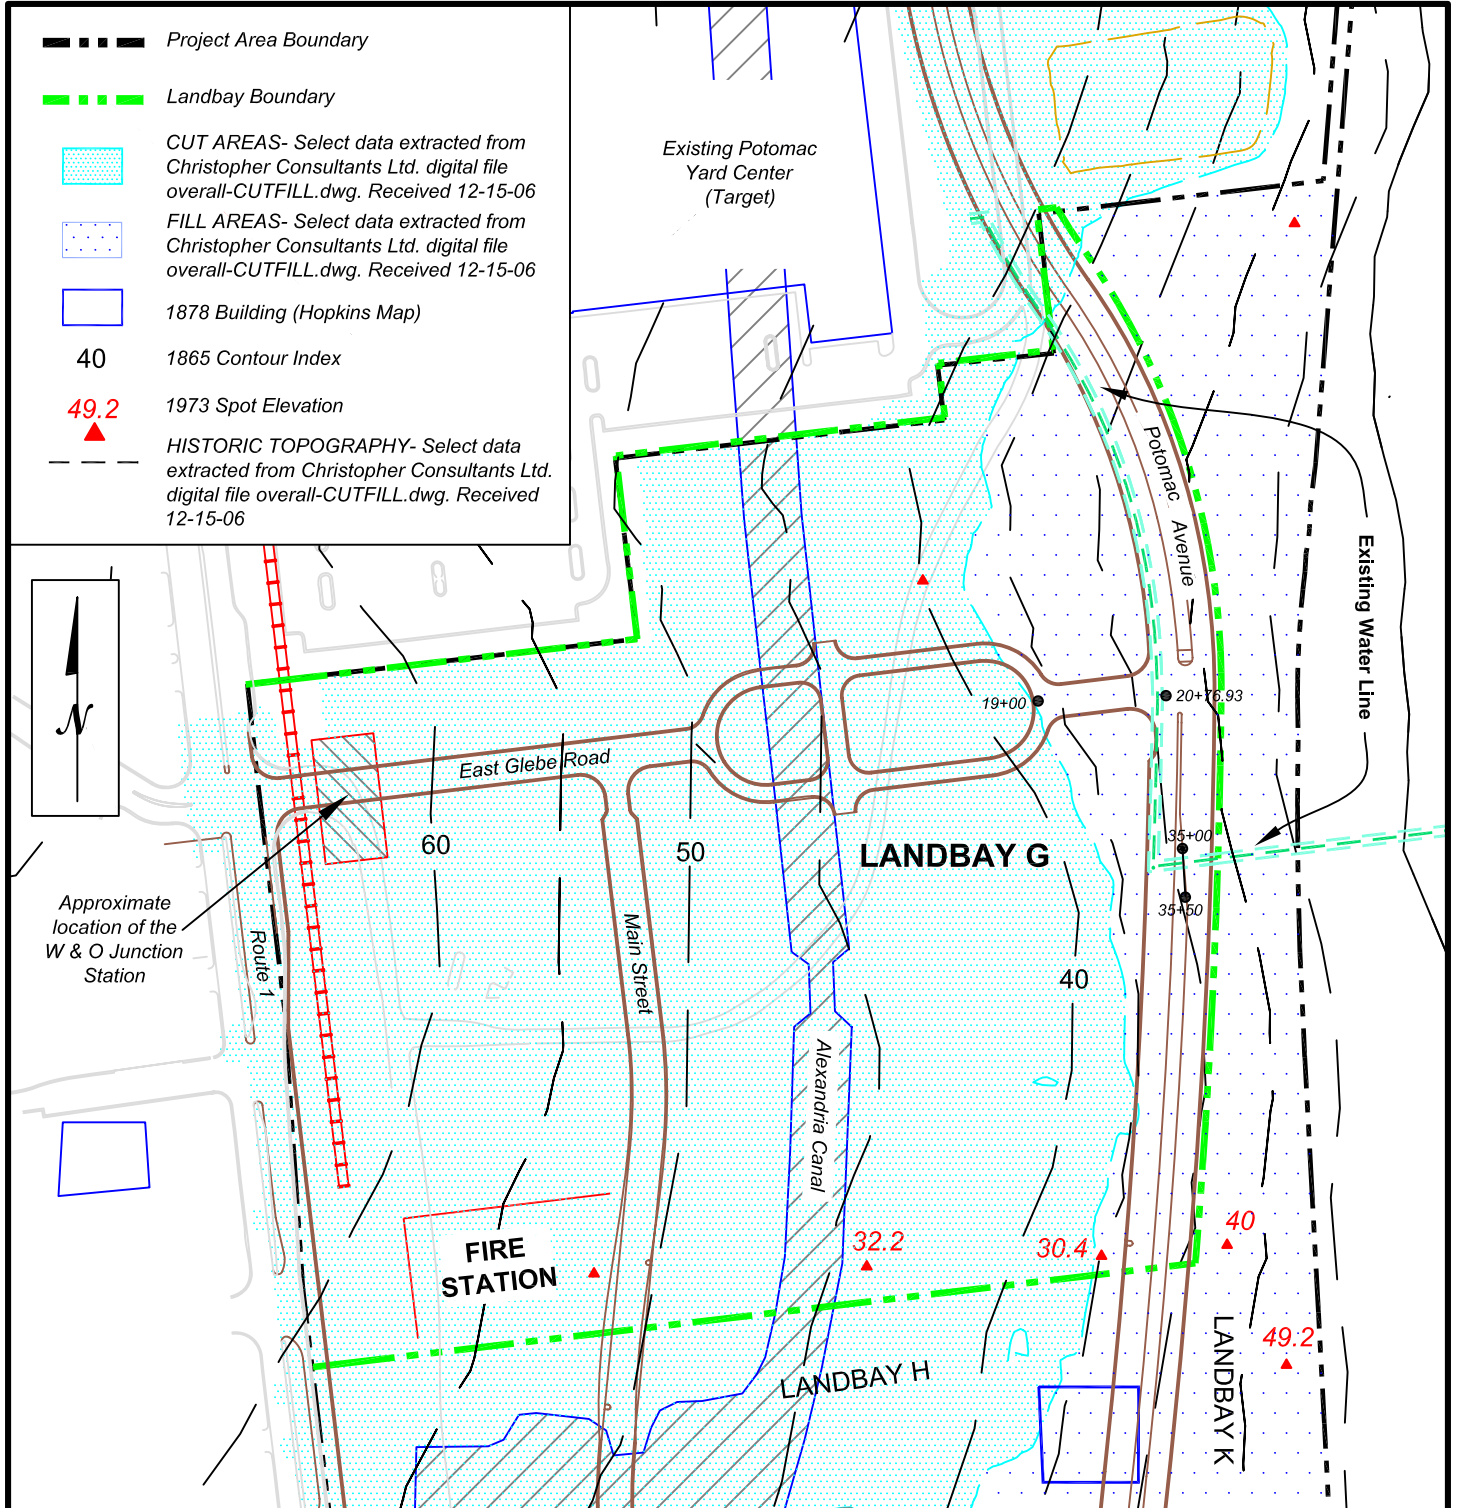 Project Area Boundary
Landbay Boundary
CUT AREAS- Select data extracted from
Christopher Consultants Ltd. digital file
overall-CUTFILL.dwg. Received 12-15-06
FILL AREAS- Select data extracted from
Christopher Consultants Ltd. digital file
overall-CUTFILL.dwg. Received 12-15-06
1878 Building (Hopkins Map)
40
1865 Contour Index
49.2
1973 Spot Elevation
HISTORIC TOPOGRAPHY- Select data
extracted from Christopher Consultants Ltd.
digital file overall-CUTFILL.dwg. Received
12-15-06
Existing Potomac
Yard Center
(Target)
Potomac Avenue
Existing Water Line
N
19+00
20+76.93
East Glebe Road
60
50
LANDBAY G
35+00
35+50
Approximate
location of the
W & O Junction
Station
Route 1
Main Street
40
Alexandria Canal
FIRE
STATION
32.2
30.4
40
49.2
LANDBAY H
LANDBAY K